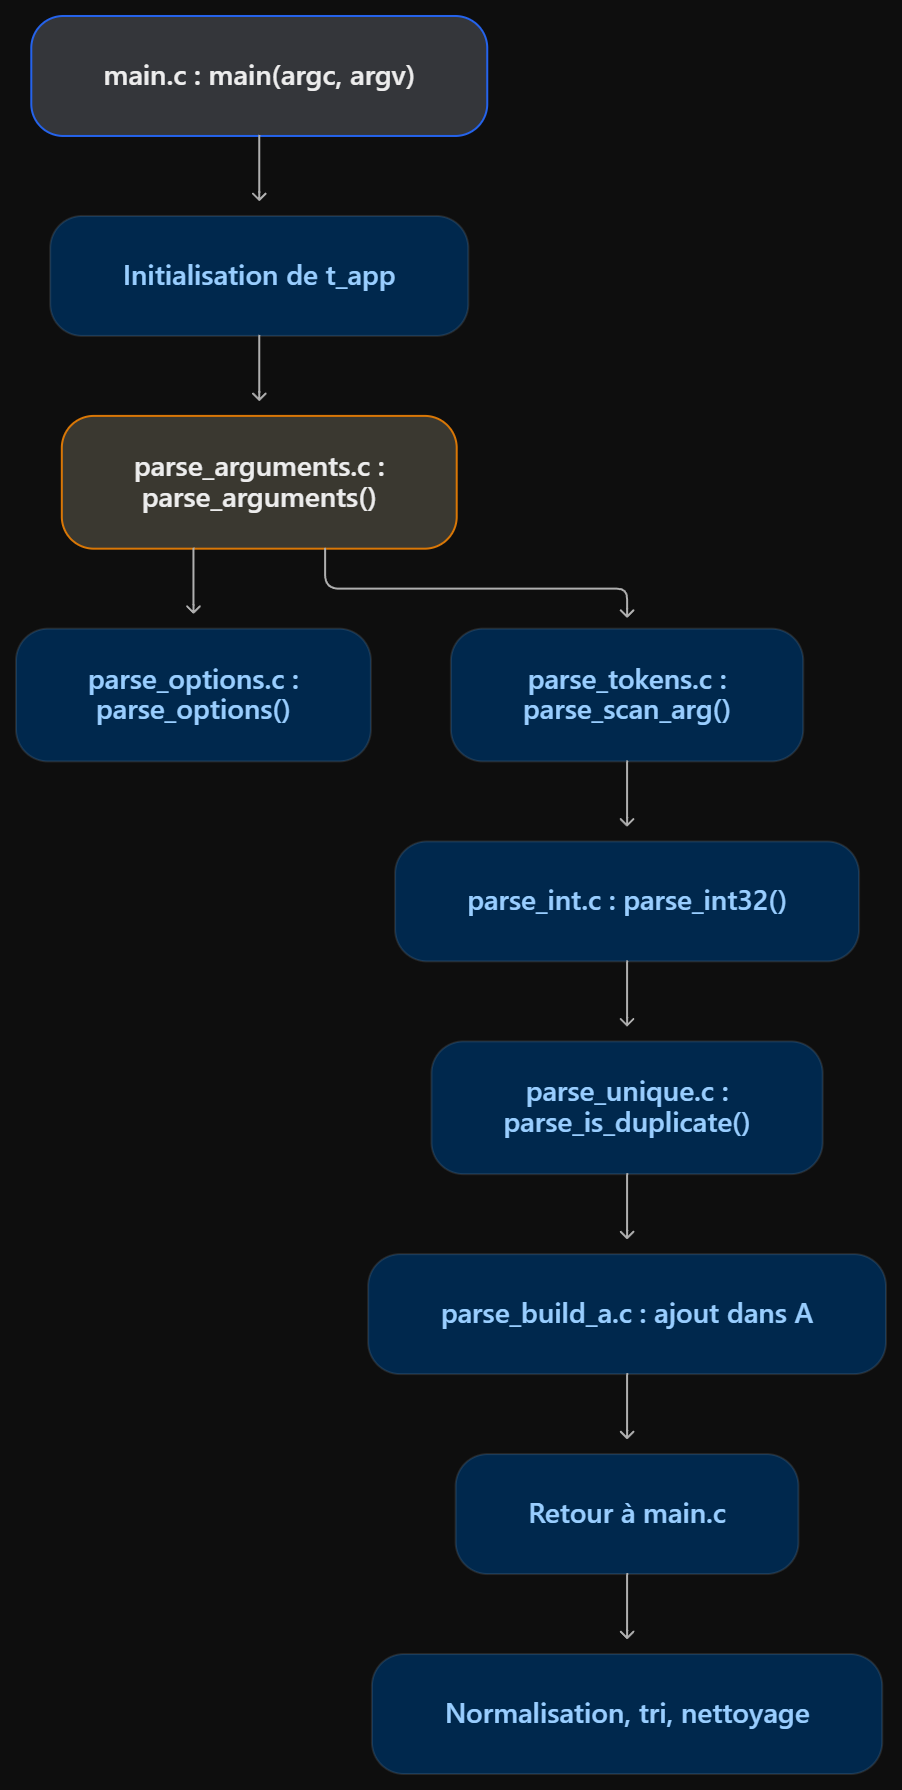 main.c : main(argc, argv)
Initialisation de t_app
parse_arguments.c :
parse_arguments()
parse_options.c :
parse_options()
parse_tokens.c :
parse_scan_arg()
parse_int.c : parse_int32()
parse_unique.c :
parse_is_duplicate()
parse_build_a.c : ajout dans A
Retour à main.c
Normalisation, tri, nettoyage